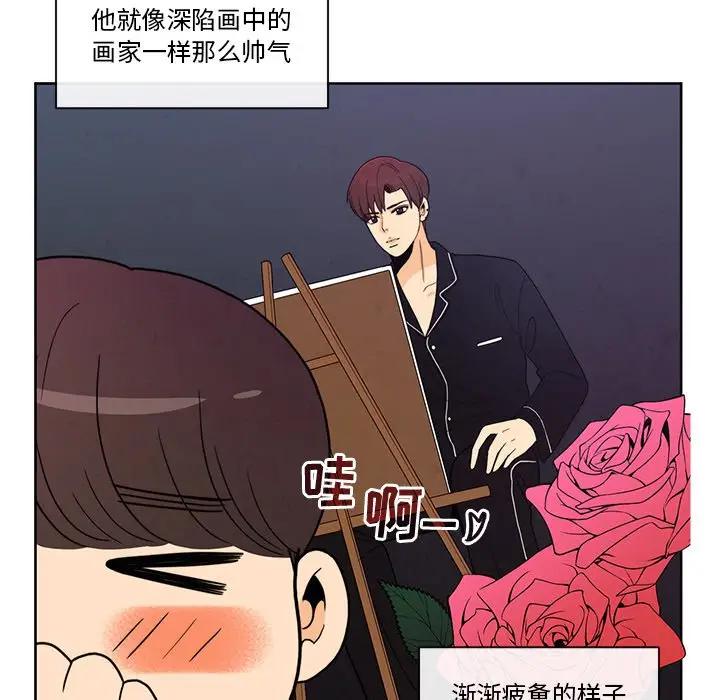 他就像深陷画中的
画家一样那么帅气
哇
啊—
渐渐疲惫的样子